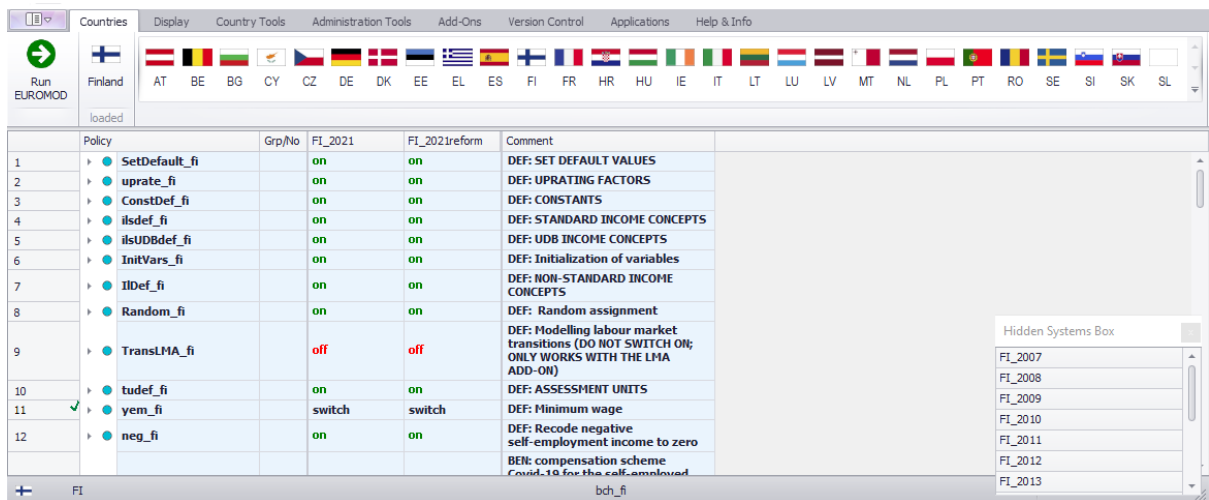 Countries Display Country Tools Administration Tools Add-Ons Version Control Applications Help & Info
Run EUROMOD
Finland
loaded
AT BE BG CY CZ DE DK EE EL ES FI FR HR HU IE IT LT LU LV MT NL PL PT RO SE SI SK SL
Policy Grp/No FI_2021 FI_2021reform Comment
1 SetDefault_fi on on DEF: SET DEFAULT VALUES
2 uprate_fi on on DEF: UPRATING FACTORS
3 ConstDef_fi on on DEF: CONSTANTS
4 ilsdef_fi on on DEF: STANDARD INCOME CONCEPTS
5 ilsUDBdef_fi on on DEF: UDB INCOME CONCEPTS
6 InitVars_fi on on DEF: Initialization of variables
7 IlDef_fi on on DEF: NON-STANDARD INCOME
CONCEPTS
8 Random_fi on on DEF: Random assignment
9 TransLMA_fi off off DEF: Modelling labour market
transitions (DO NOT SWITCH ON;
ONLY WORKS WITH THE LMA
ADD-ON)
10 tudef_fi on on DEF: ASSESSMENT UNITS
11 yem_fi switch switch DEF: Minimum wage
12 neg_fi on on DEF: Recode negative
self-employment income to zero
BEN: compensation scheme
Covid-19 for the self-employed
Hidden Systems Box
FI_2007
FI_2008
FI_2009
FI_2010
FI_2011
FI_2012
FI_2013
FI bch_fi